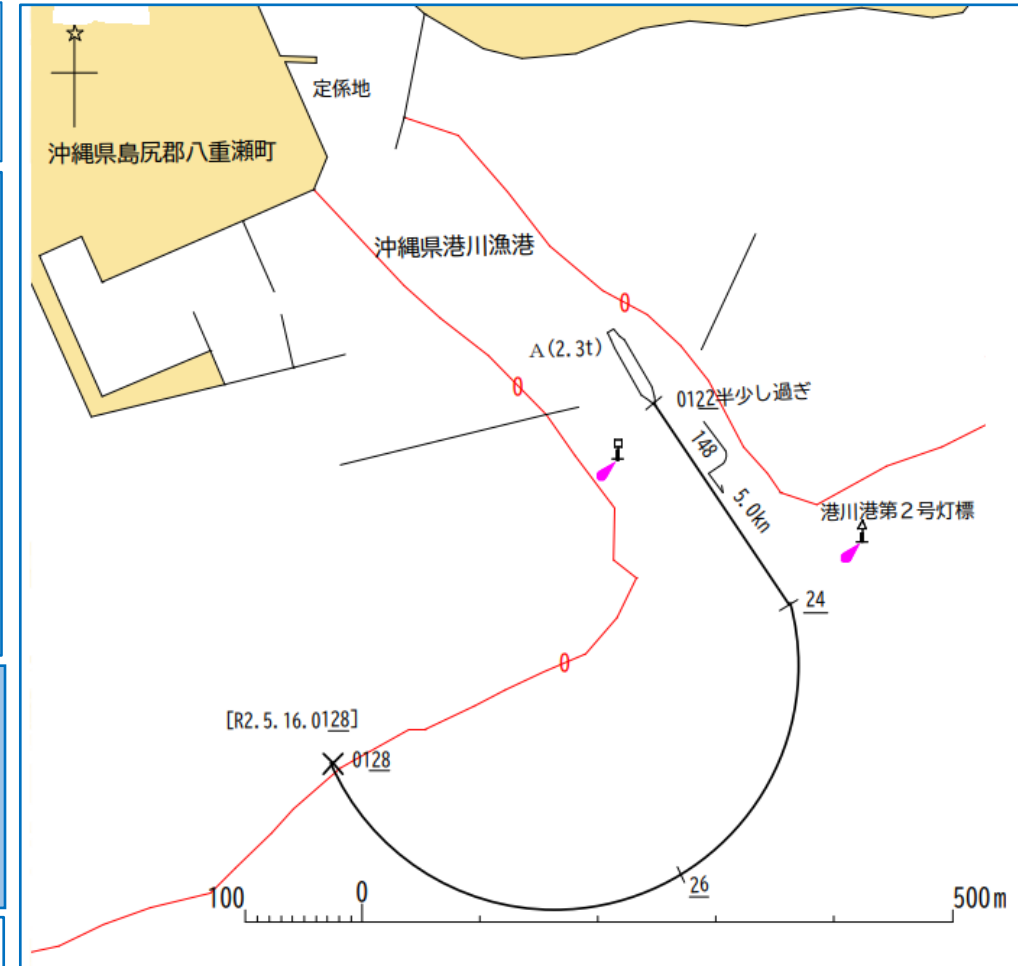 定係地
沖縄県島尻郡八重瀬町
沖縄県港川漁港
0
A(2.3t)
0
0122半少し過ぎ
148
5.0kn
港川港第2号灯標
24
0
[R2.5.16.0128]
0128
26
100 0 500m